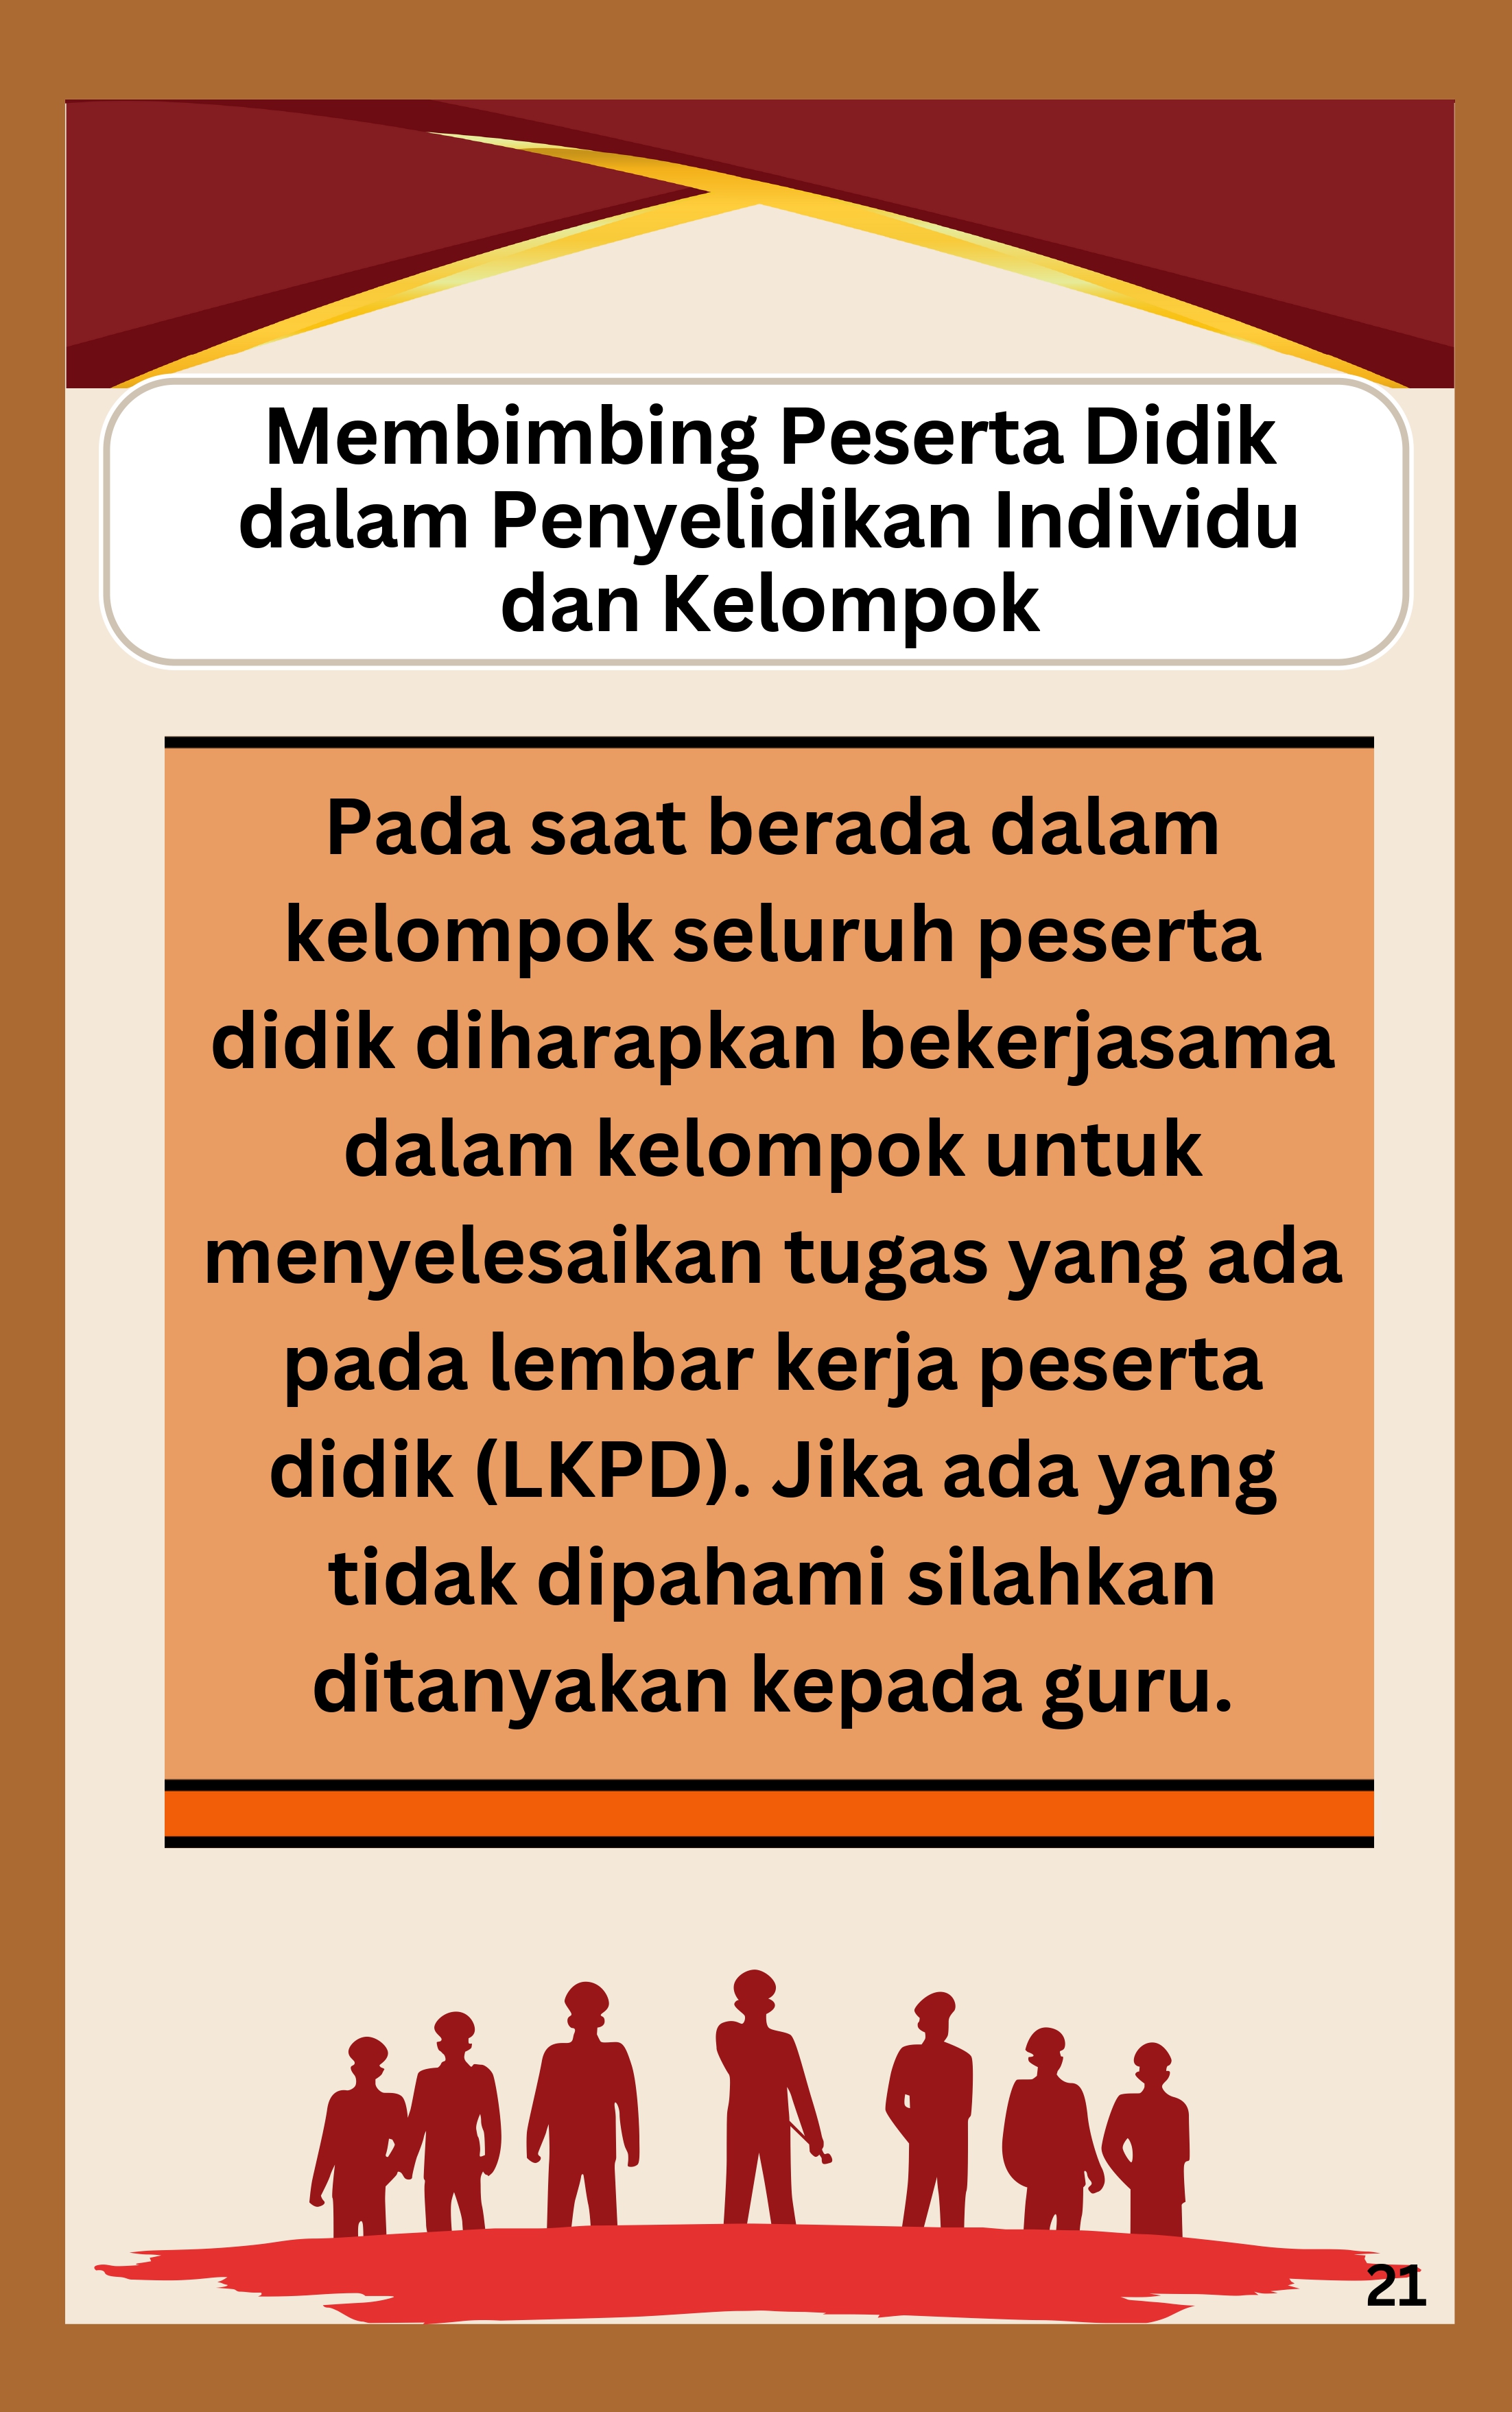 Membimbing Peserta Didik
dalam Penyelidikan Individu
dan Kelompok
Pada saat berada dalam
kelompok seluruh peserta
didik diharapkan bekerjasama
dalam kelompok untuk
menyelesaikan tugas yang ada
pada lembar kerja peserta
didik (LKPD). Jika ada yang
tidak dipahami silahkan
ditanyakan kepada guru.
21